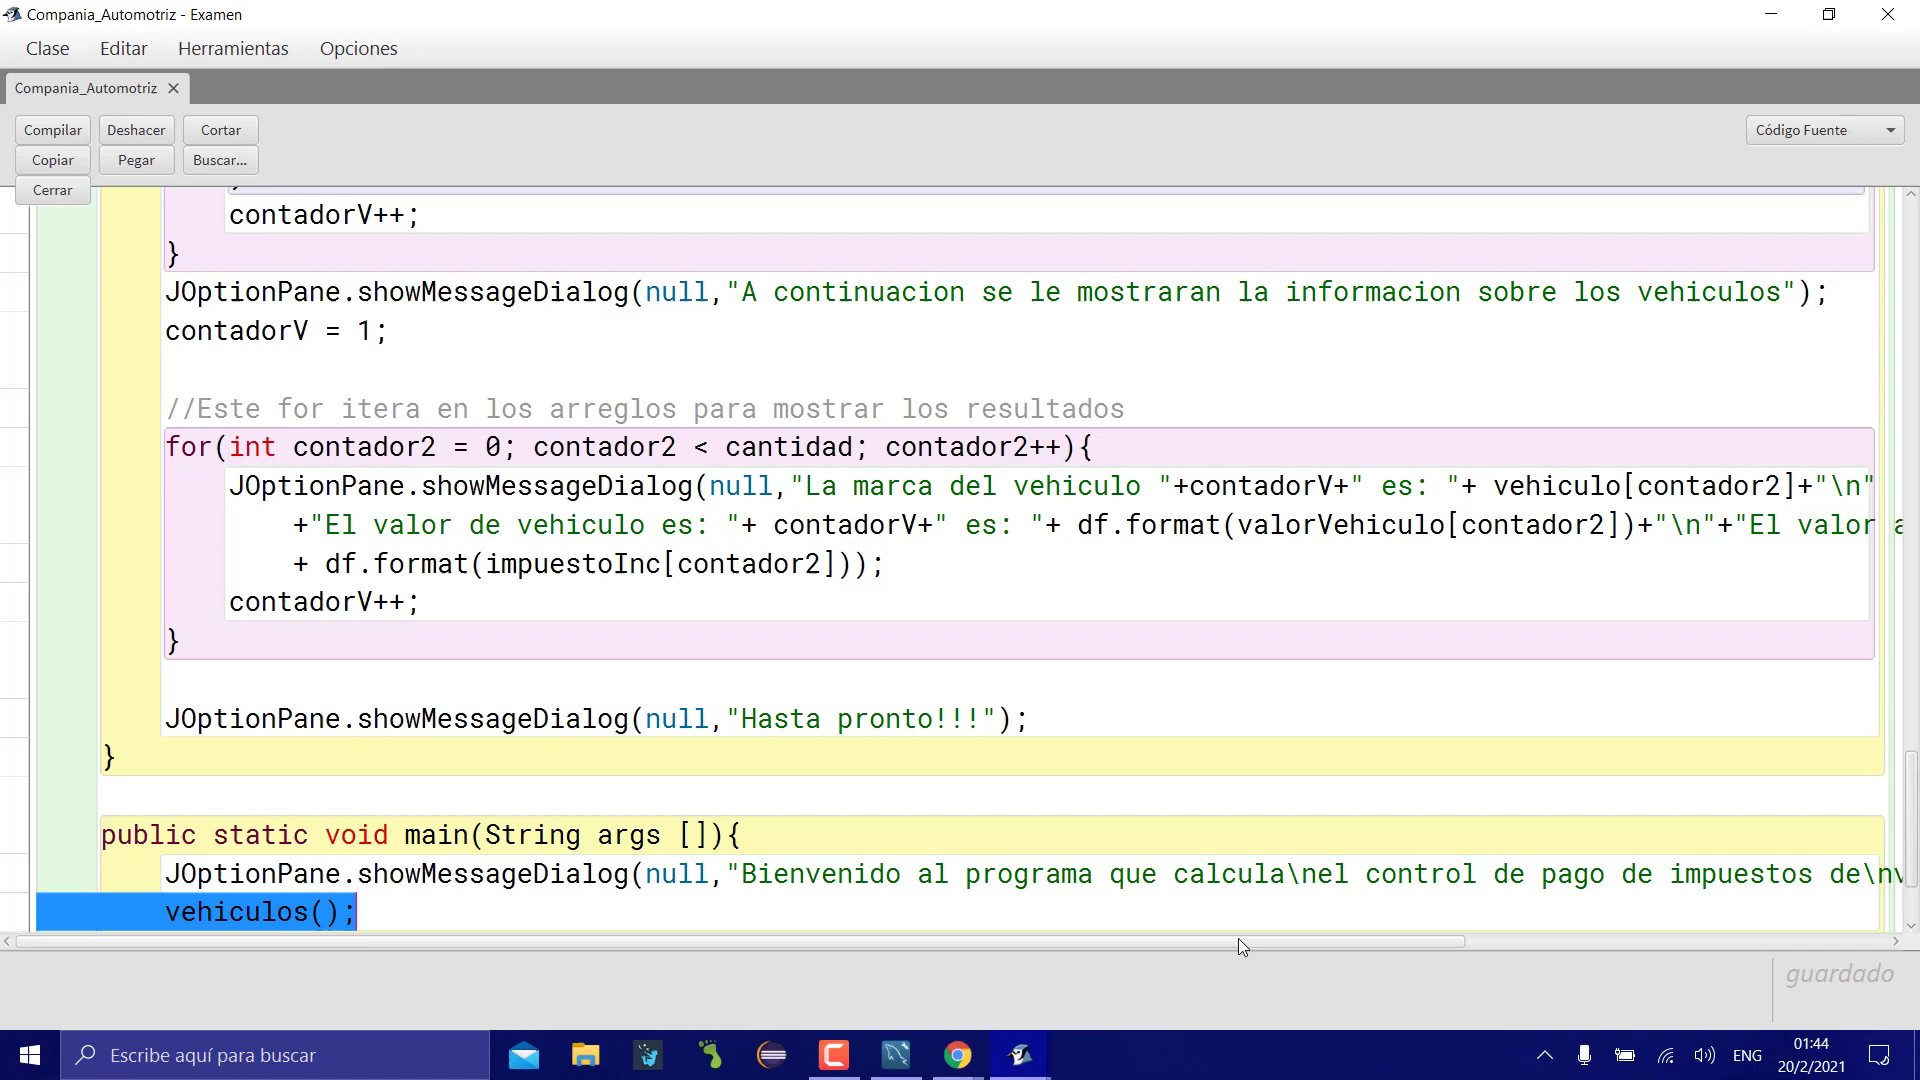 Compania_Automotriz - Examen
Clase Editar Herramientas Opciones
Compania_Automotriz
Compilar Deshacer Cortar
Código Fuente
Copiar Pegar Buscar...
Cerrar
contadorV++;
}
JOptionPane.showMessageDialog(null,"A continuacion se le mostraran la informacion sobre los vehiculos");
contadorV = 1;
//Este for itera en los arreglos para mostrar los resultados
for(int contador2 = 0; contador2 < cantidad; contador2++){
JOptionPane.showMessageDialog(null,"La marca del vehiculo "+contadorV+" es: "+ vehiculo[contador2]+"\n"
+"El valor de vehiculo es: "+ contadorV+" es: "+ df.format(valorVehiculo[contador2])+"\n"+"El valor a
+ df.format(impuestoInc[contador2]));
contadorV++;
}
JOptionPane.showMessageDialog(null,"Hasta pronto!!!");
}
public static void main(String args []){
JOptionPane.showMessageDialog(null,"Bienvenido al programa que calcula\nel control de pago de impuestos de\nv
vehiculos();
guardado
Escribe aquí para buscar
ENG
01:44
20/2/2021